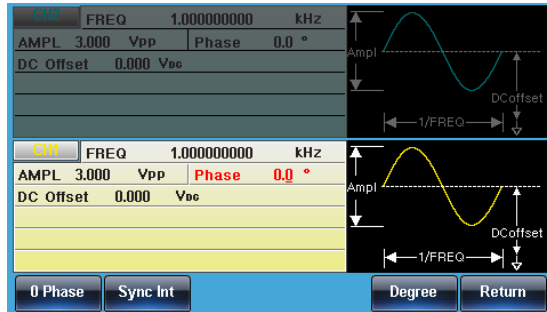 CH2 FREQ 1.000000000 kHz
AMPL 3.000 Vpp Phase 0.0 °
DC Offset 0.000 VDC
Ampl
DCoffset
1/FREQ
CH1 FREQ 1.000000000 kHz
AMPL 3.000 Vpp Phase 0.0 °
DC Offset 0.000 VDC
Ampl
DCoffset
1/FREQ
0 Phase Sync Int Degree Return